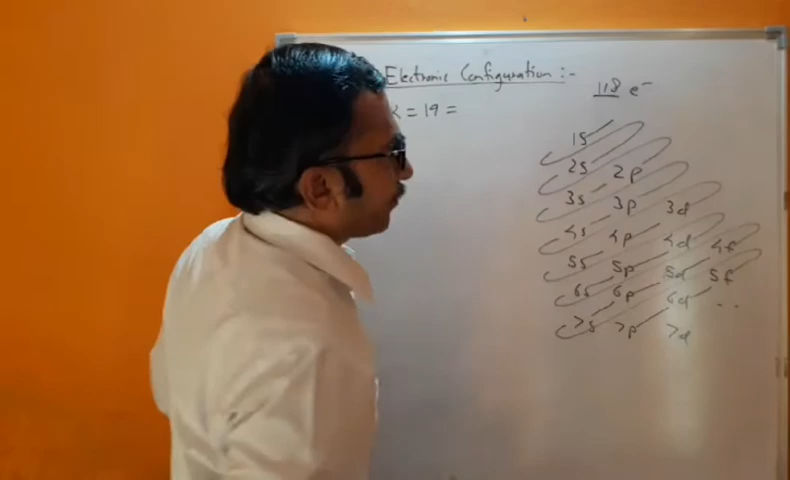 Electronic Configuration :-
118 e⁻
K = 19 =
1s
2s 2p
3s 3p 3d
4s 4p 4d 4f
5s 5p 5d 5f
6s 6p 6d ...
7s 7p 7d